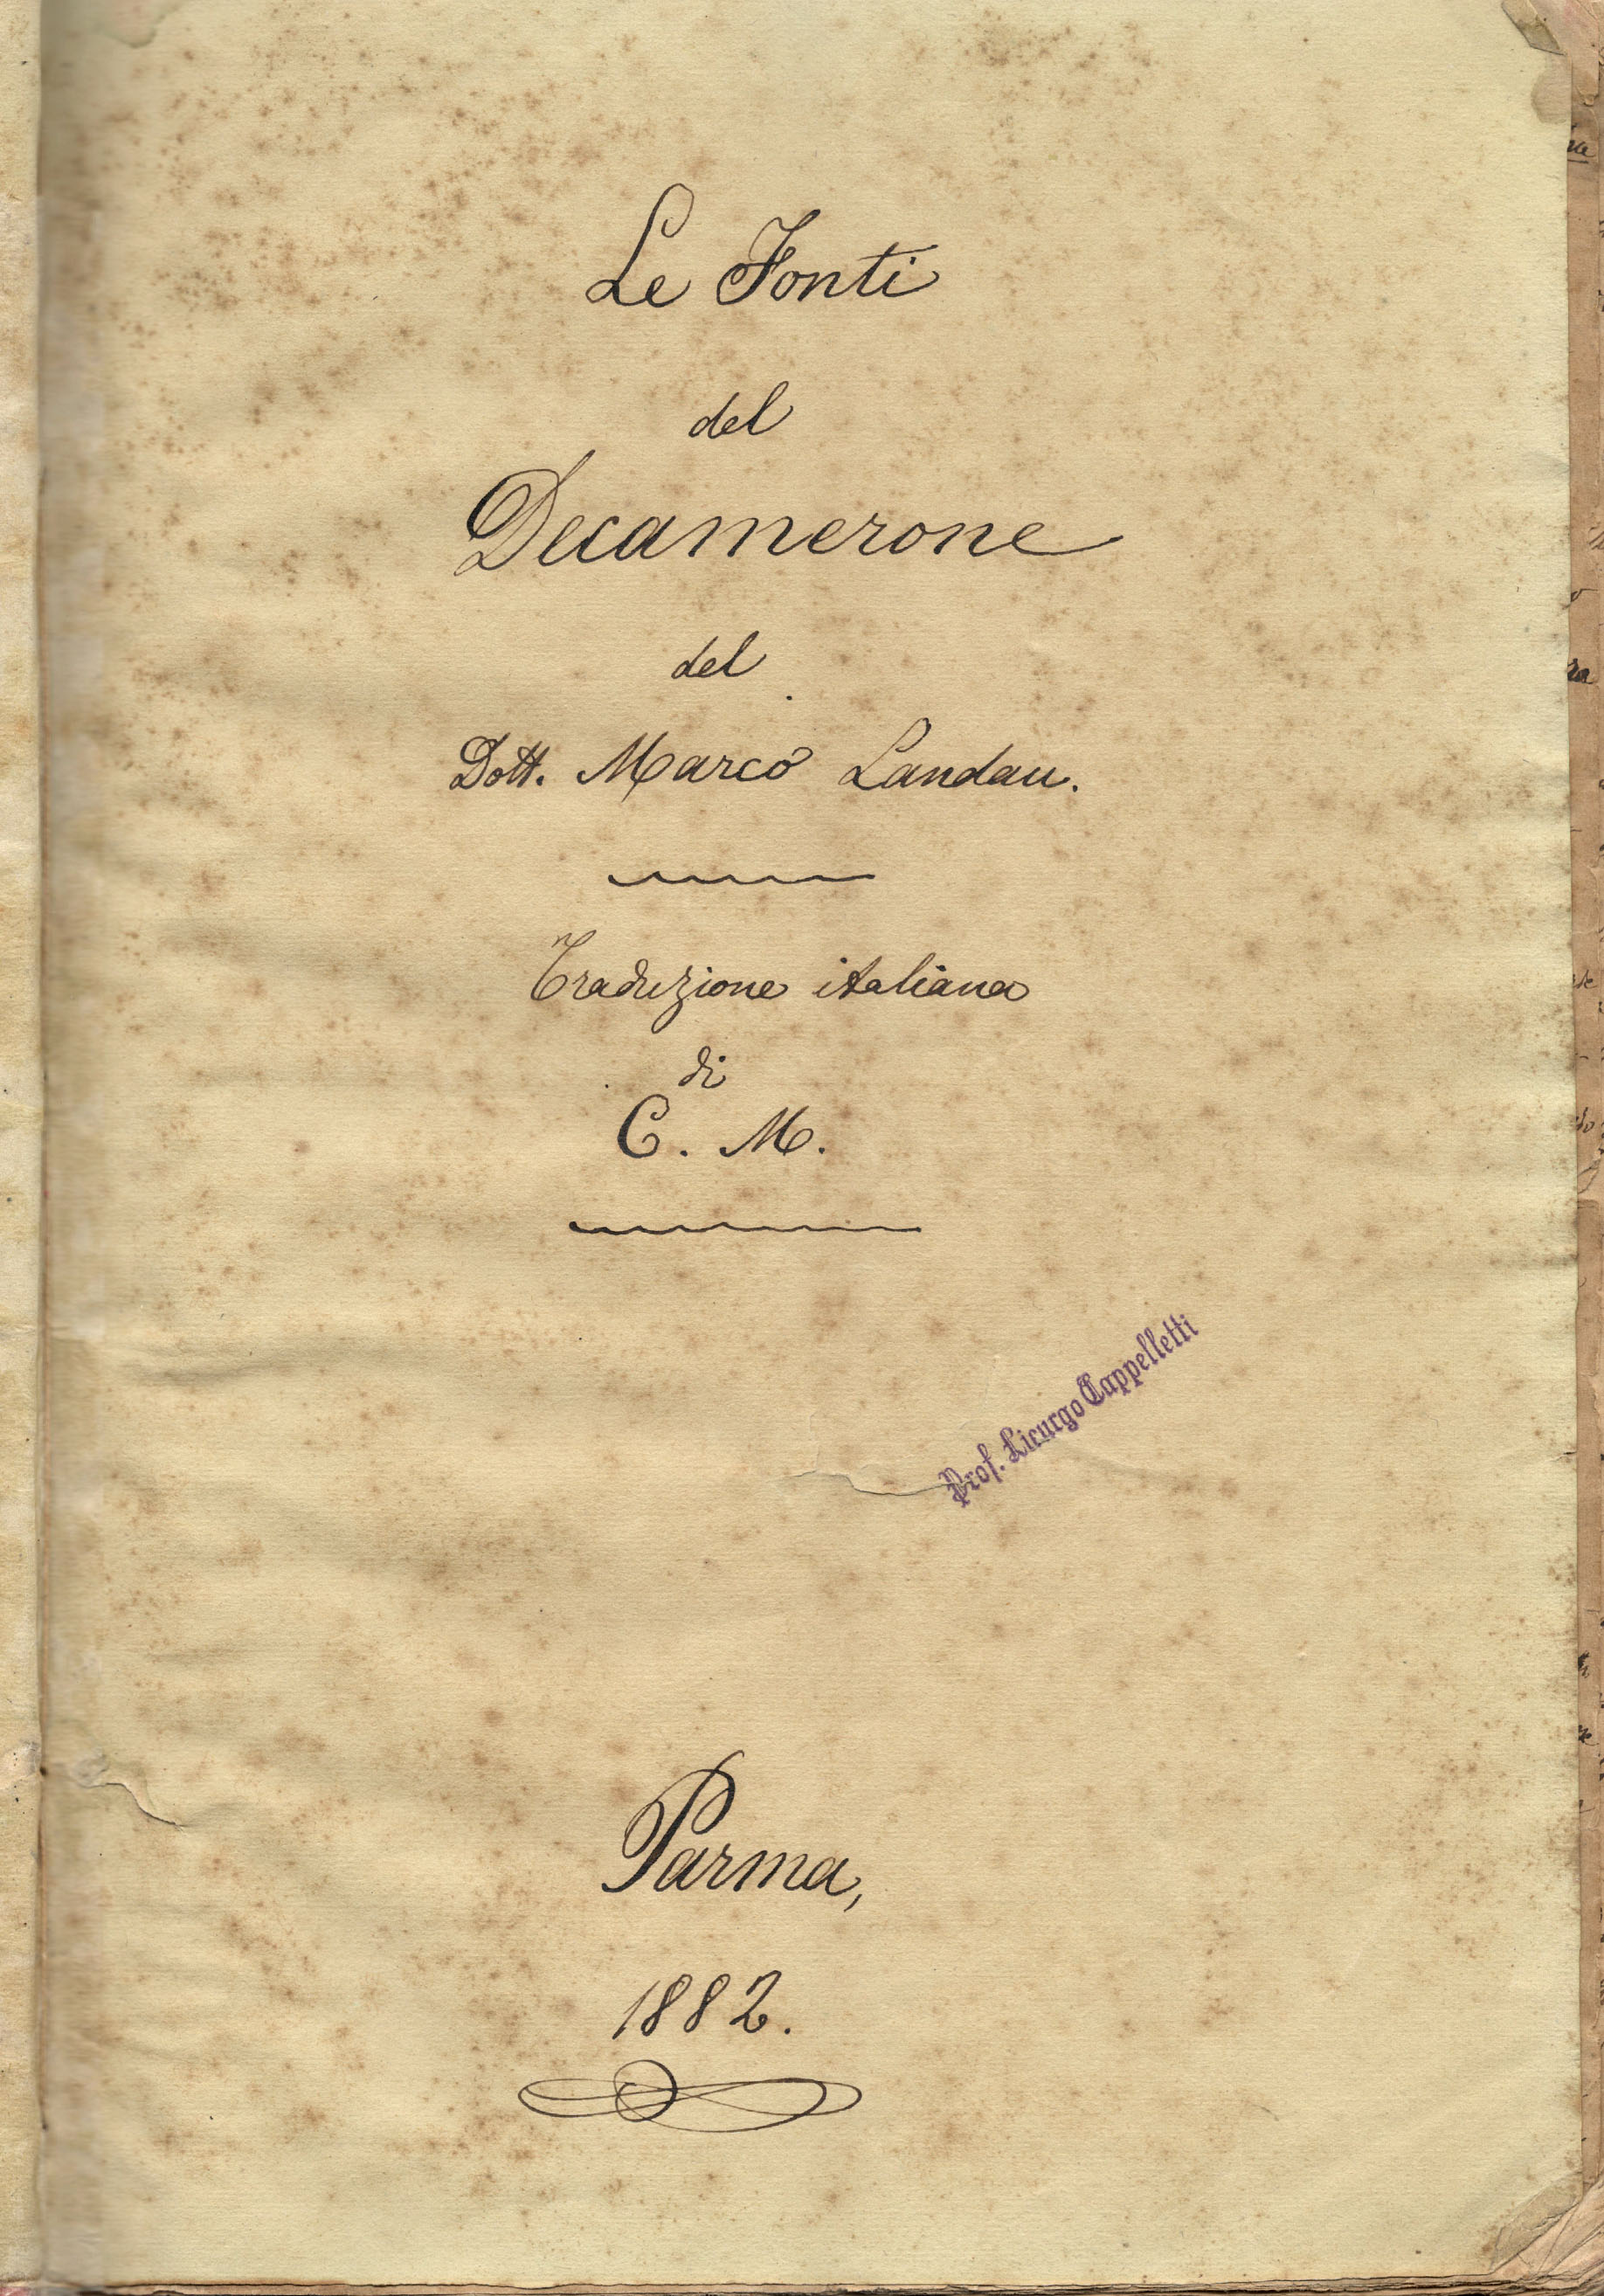 Le Fonti
del
Decamerone
del
Dott. Marco Landau.
Traduzione italiana
di
C. M.
Prof. Licurgo Cappelletti
Parma,
1882.